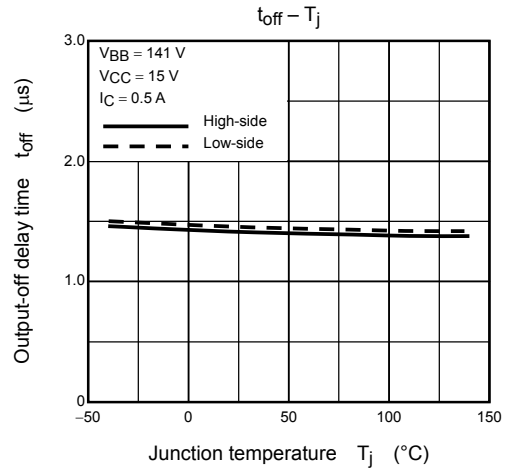 toff – Tj
3.0
VBB = 141 V
VCC = 15 V
IC = 0.5 A
High-side
Low-side
2.0
1.0
0
Output-off delay time toff (μs)
−50 0 50 100 150
Junction temperature Tj (°C)